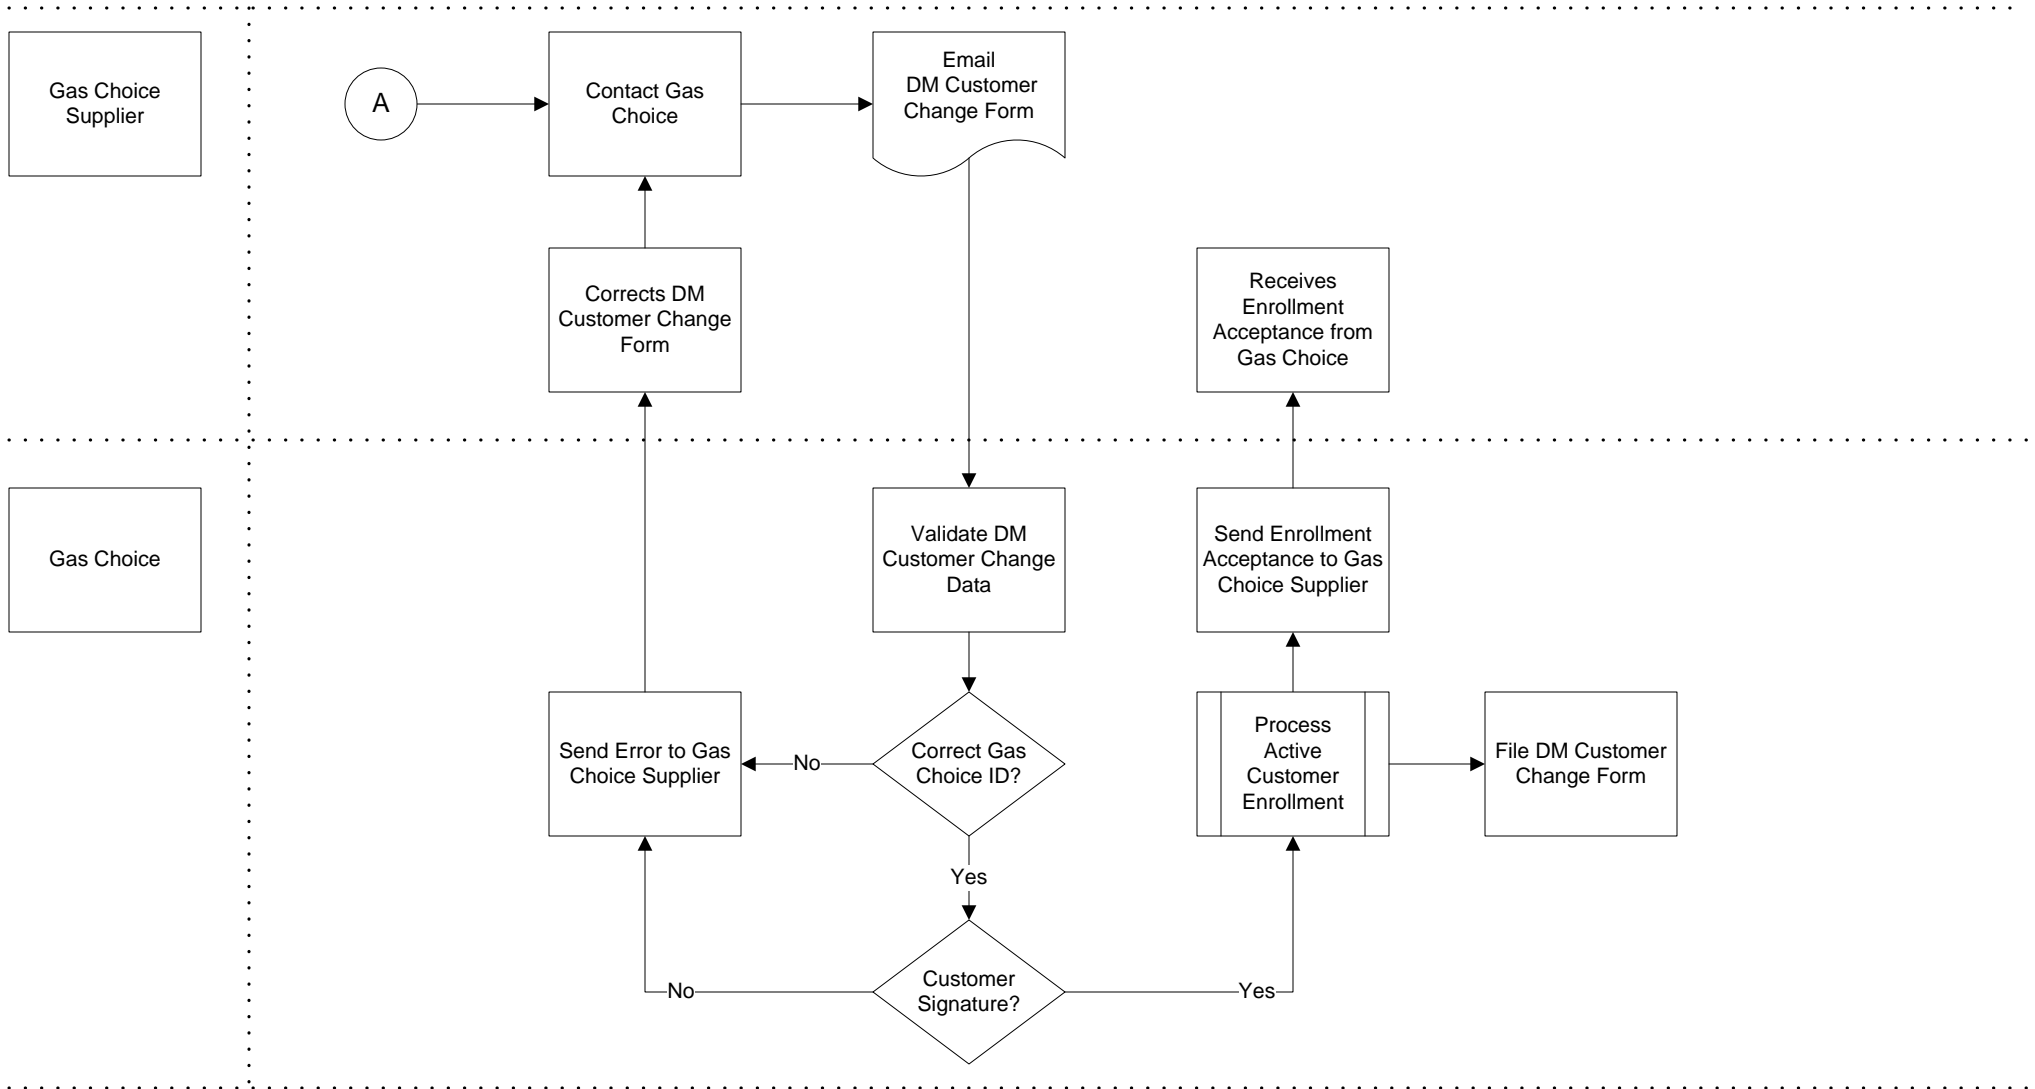 Gas Choice
Supplier
A
Contact Gas
Choice
Email
DM Customer
Change Form
Corrects DM
Customer Change
Form
Receives
Enrollment
Acceptance from
Gas Choice
Gas Choice
Validate DM
Customer Change
Data
Send Enrollment
Acceptance to Gas
Choice Supplier
Send Error to Gas
Choice Supplier
No
Correct Gas
Choice ID?
Process
Active
Customer
Enrollment
File DM Customer
Change Form
Yes
No
Customer
Signature?
Yes